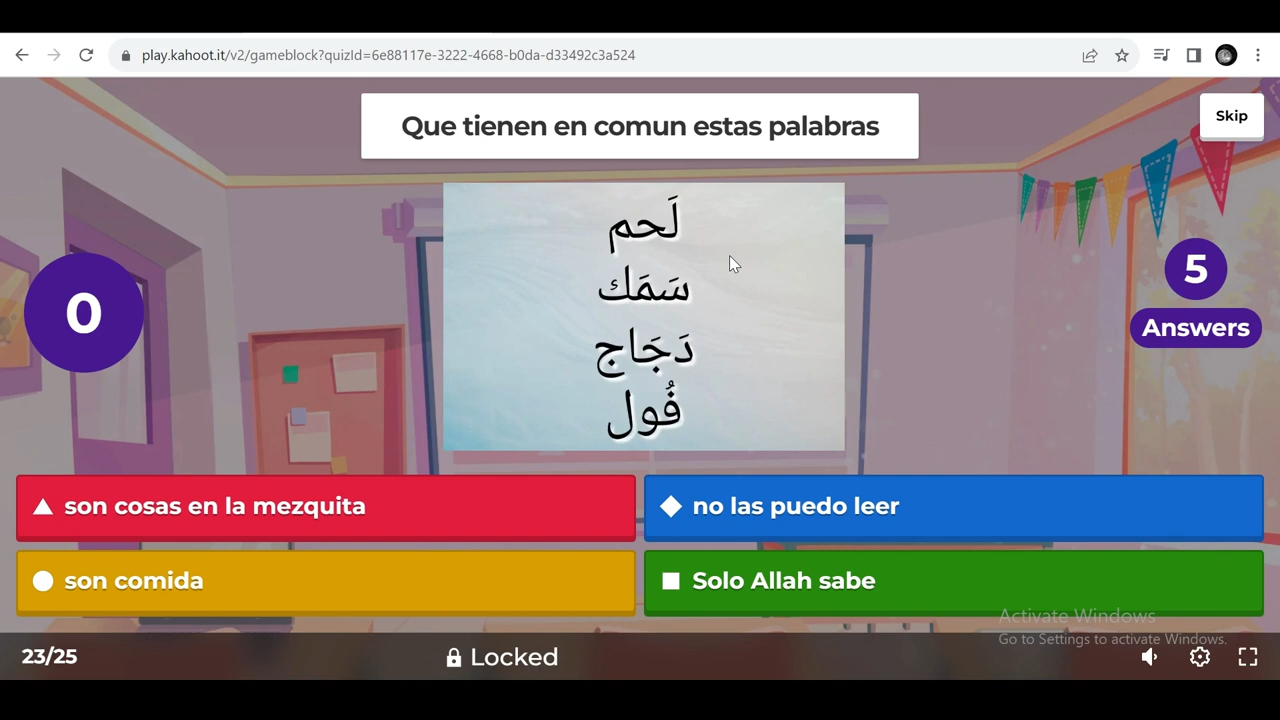 play.kahoot.it/v2/gameblock?quizId=6e88117e-3222-4668-b0da-d33492c3a524
Que tienen en comun estas palabras
Skip
لَحم
سَمَك
دَجَاج
فُول
0
5
Answers
son cosas en la mezquita
no las puedo leer
son comida
Solo Allah sabe
Activate Windows
Go to Settings to activate Windows.
23/25
Locked